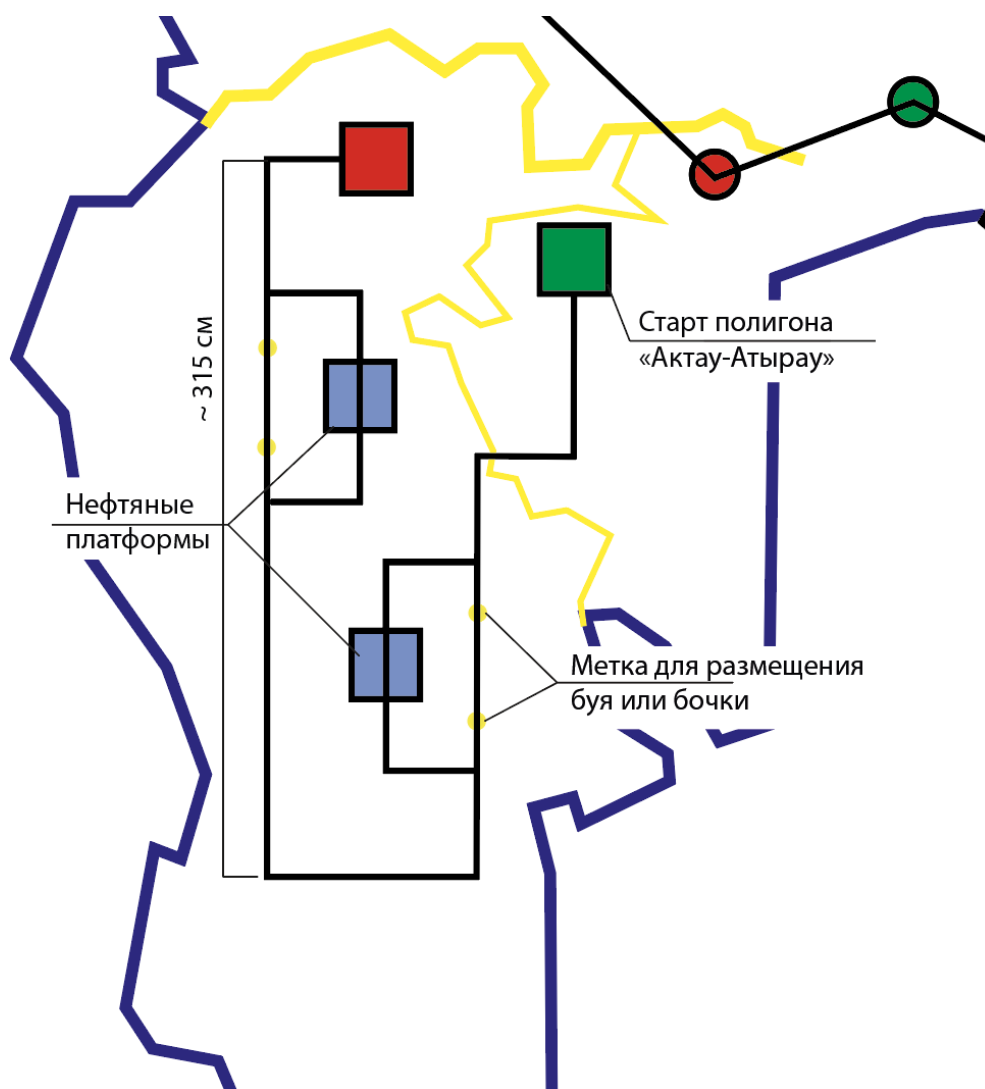 Старт полигона
«Актау-Атырау»
~ 315 см
Нефтяные
платформы
Метка для размещения
буя или бочки